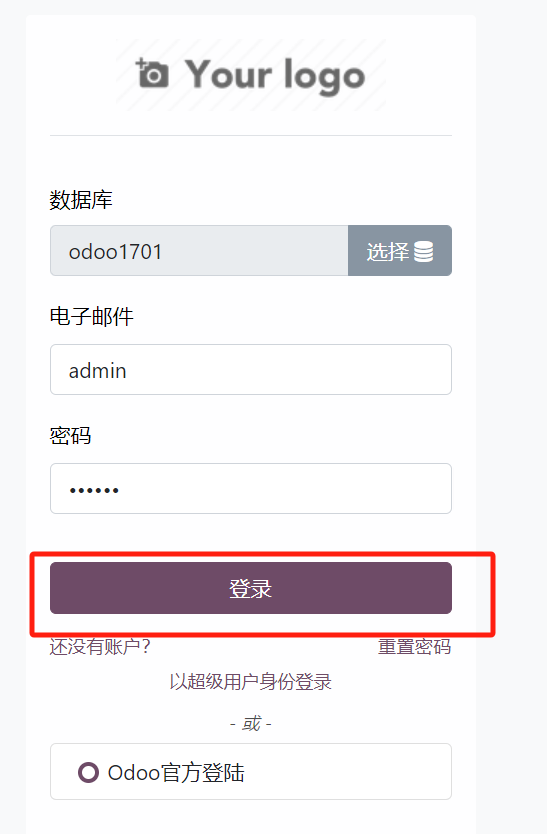 Your logo
数据库
odoo1701 选择
电子邮件
admin
密码
••••••
登录
还没有账户? 重置密码
以超级用户身份登录
- 或 -
Odoo官方登陆